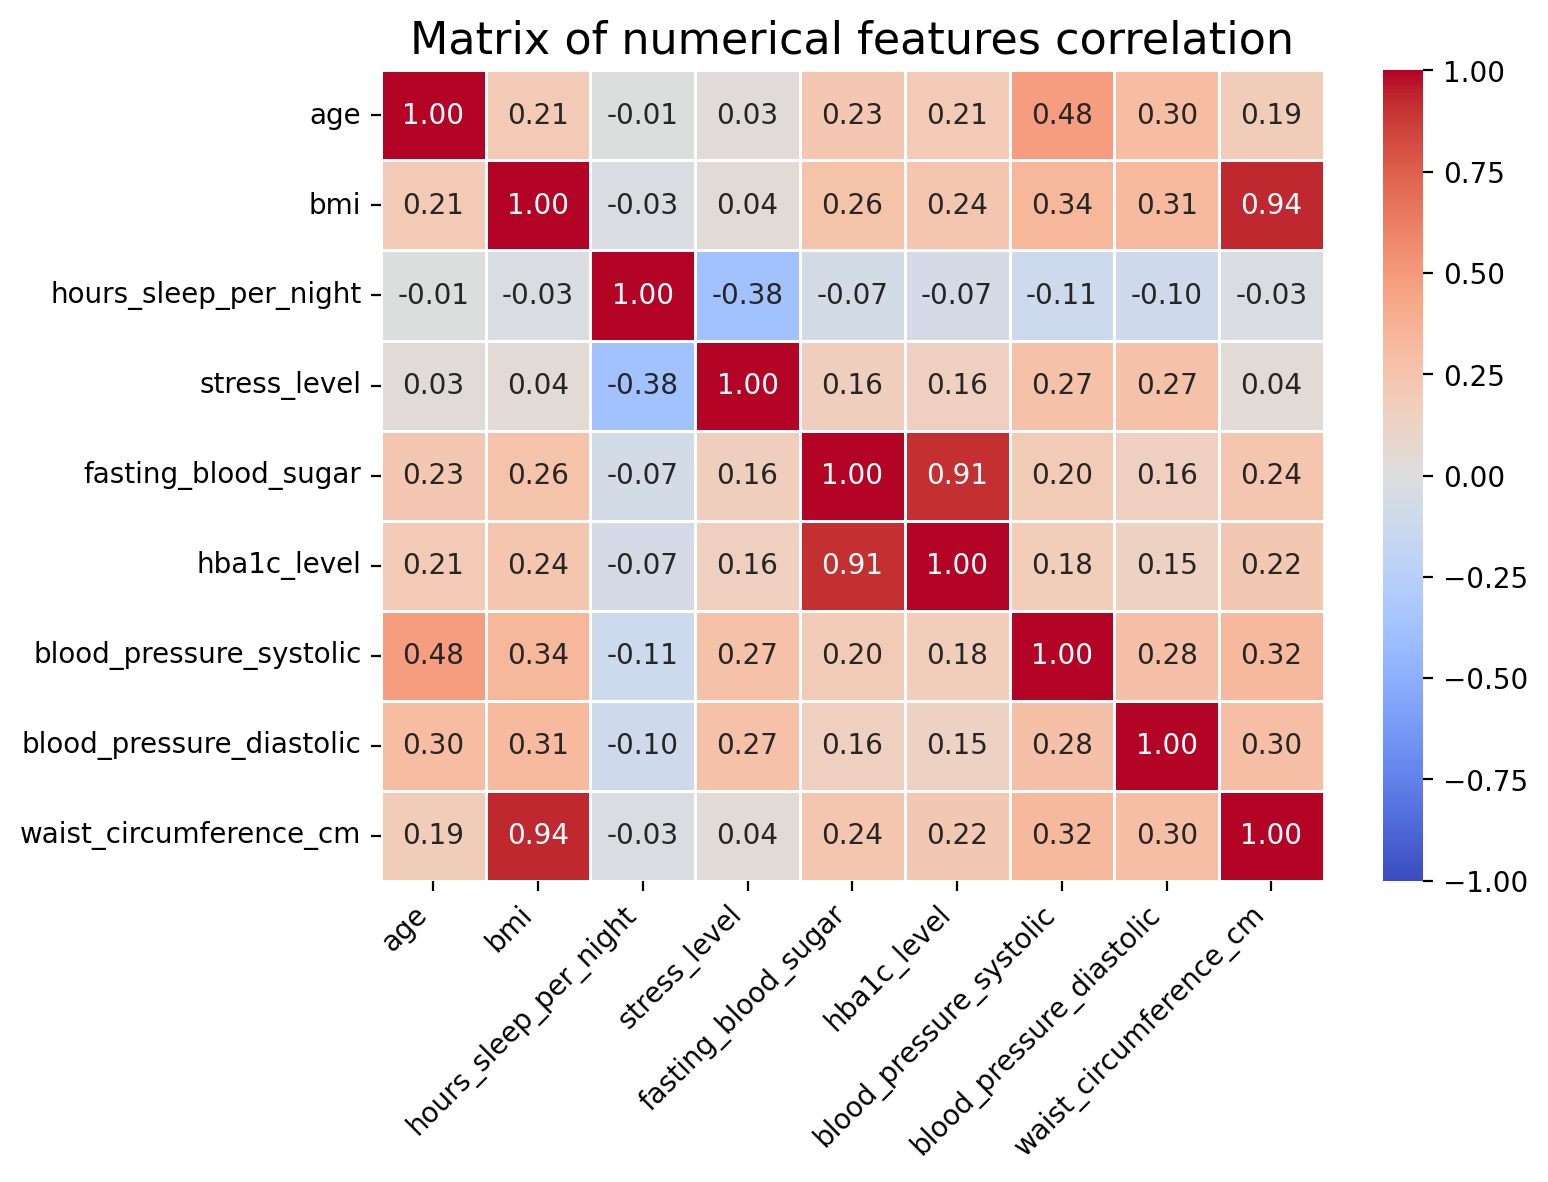 Matrix of numerical features correlation
age 1.00 0.21 -0.01 0.03 0.23 0.21 0.48 0.30 0.19
bmi 0.21 1.00 -0.03 0.04 0.26 0.24 0.34 0.31 0.94
hours_sleep_per_night -0.01 -0.03 1.00 -0.38 -0.07 -0.07 -0.11 -0.10 -0.03
stress_level 0.03 0.04 -0.38 1.00 0.16 0.16 0.27 0.27 0.04
fasting_blood_sugar 0.23 0.26 -0.07 0.16 1.00 0.91 0.20 0.16 0.24
hba1c_level 0.21 0.24 -0.07 0.16 0.91 1.00 0.18 0.15 0.22
blood_pressure_systolic 0.48 0.34 -0.11 0.27 0.20 0.18 1.00 0.28 0.32
blood_pressure_diastolic 0.30 0.31 -0.10 0.27 0.16 0.15 0.28 1.00 0.30
waist_circumference_cm 0.19 0.94 -0.03 0.04 0.24 0.22 0.32 0.30 1.00
age
bmi
hours_sleep_per_night
stress_level
fasting_blood_sugar
hba1c_level
blood_pressure_systolic
blood_pressure_diastolic
waist_circumference_cm
1.00
0.75
0.50
0.25
0.00
−0.25
−0.50
−0.75
−1.00